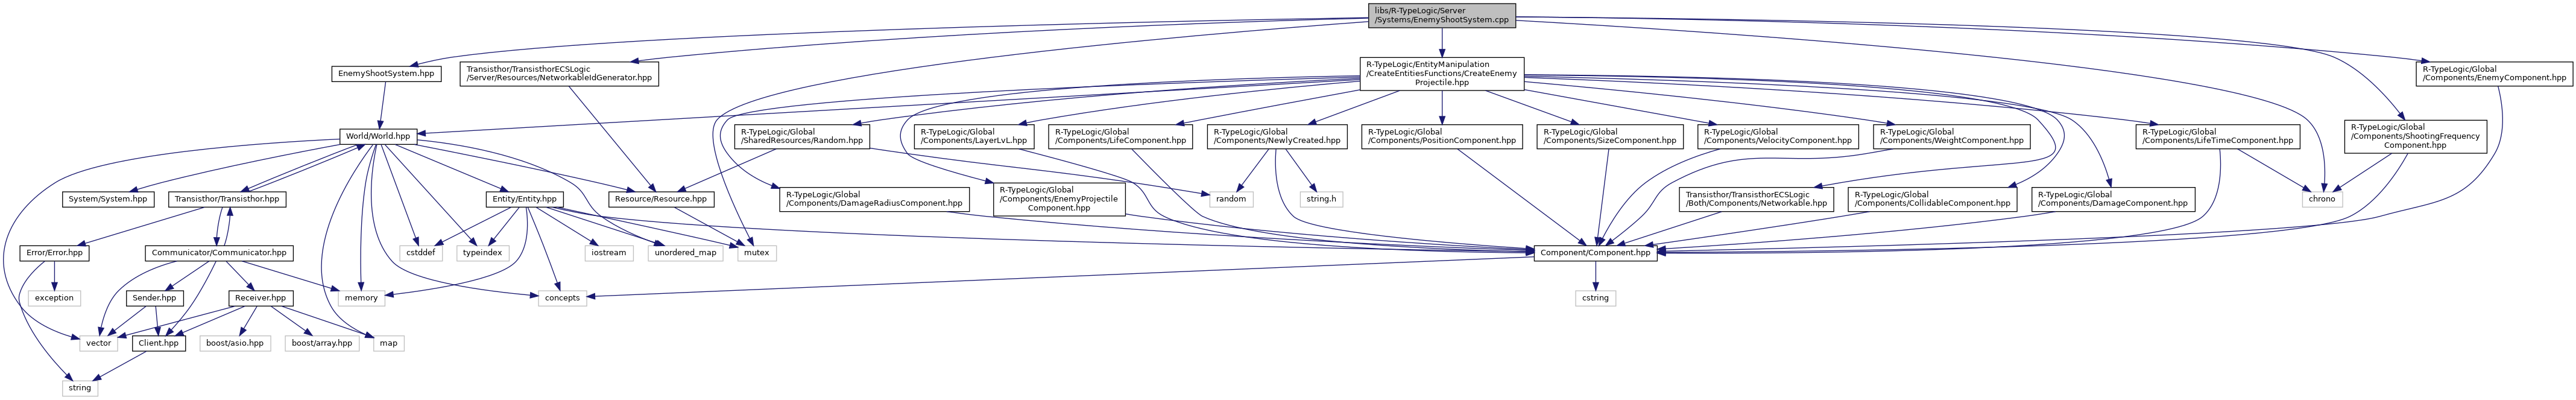 libs/R-TypeLogic/Server
/Systems/EnemyShootSystem.cpp
EnemyShootSystem.hpp
Transisthor/TransisthorECSLogic
/Server/Resources/NetworkableIdGenerator.hpp
R-TypeLogic/EntityManipulation
/CreateEntitiesFunctions/CreateEnemy
Projectile.hpp
R-TypeLogic/Global
/Components/EnemyComponent.hpp
World/World.hpp
R-TypeLogic/Global
/SharedResources/Random.hpp
R-TypeLogic/Global
/Components/LayerLvL.hpp
R-TypeLogic/Global
/Components/LifeComponent.hpp
R-TypeLogic/Global
/Components/NewlyCreated.hpp
R-TypeLogic/Global
/Components/PositionComponent.hpp
R-TypeLogic/Global
/Components/SizeComponent.hpp
R-TypeLogic/Global
/Components/VelocityComponent.hpp
R-TypeLogic/Global
/Components/WeightComponent.hpp
R-TypeLogic/Global
/Components/LifeTimeComponent.hpp
R-TypeLogic/Global
/Components/ShootingFrequency
Component.hpp
System/System.hpp
Transisthor/Transisthor.hpp
Entity/Entity.hpp
Resource/Resource.hpp
R-TypeLogic/Global
/Components/DamageRadiusComponent.hpp
R-TypeLogic/Global
/Components/EnemyProjectile
Component.hpp
random
string.h
Transisthor/TransisthorECSLogic
/Both/Components/Networkable.hpp
R-TypeLogic/Global
/Components/CollidableComponent.hpp
R-TypeLogic/Global
/Components/DamageComponent.hpp
chrono
Error/Error.hpp
Communicator/Communicator.hpp
cstddef
typeindex
iostream
unordered_map
mutex
Component/Component.hpp
exception
Sender.hpp
Receiver.hpp
memory
concepts
cstring
vector
Client.hpp
boost/asio.hpp
boost/array.hpp
map
string